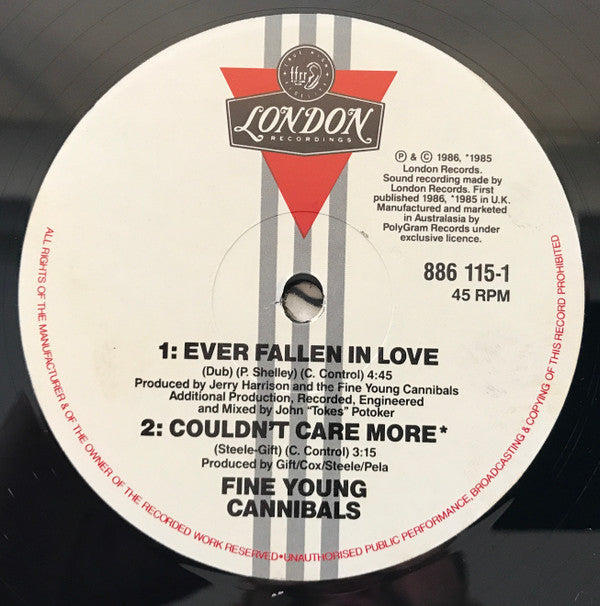 ffrr
LONDON
RECORDINGS
℗ & © 1986, *1985
London Records.
Sound recording made by
London Records. First
published 1986, *1985 in U.K.
Manufactured and marketed
in Australasia by
PolyGram Records under
exclusive licence.
886 115-1
45 RPM
1: EVER FALLEN IN LOVE
(Dub) (P. Shelley) (C. Control) 4:45
Produced by Jerry Harrison and the Fine Young Cannibals
Additional Production, Recorded, Engineered
and Mixed by John "Tokes" Potoker
2: COULDN'T CARE MORE*
(Steele-Gift) (C. Control) 3:15
Produced by Gift/Cox/Steele/Pela
FINE YOUNG
CANNIBALS
ALL RIGHTS OF THE MANUFACTURER & OF THE OWNER OF THE RECORDED WORK RESERVED•UNAUTHORISED PUBLIC PERFORMANCE, BROADCASTING & COPYING OF THIS RECORD PROHIBITED